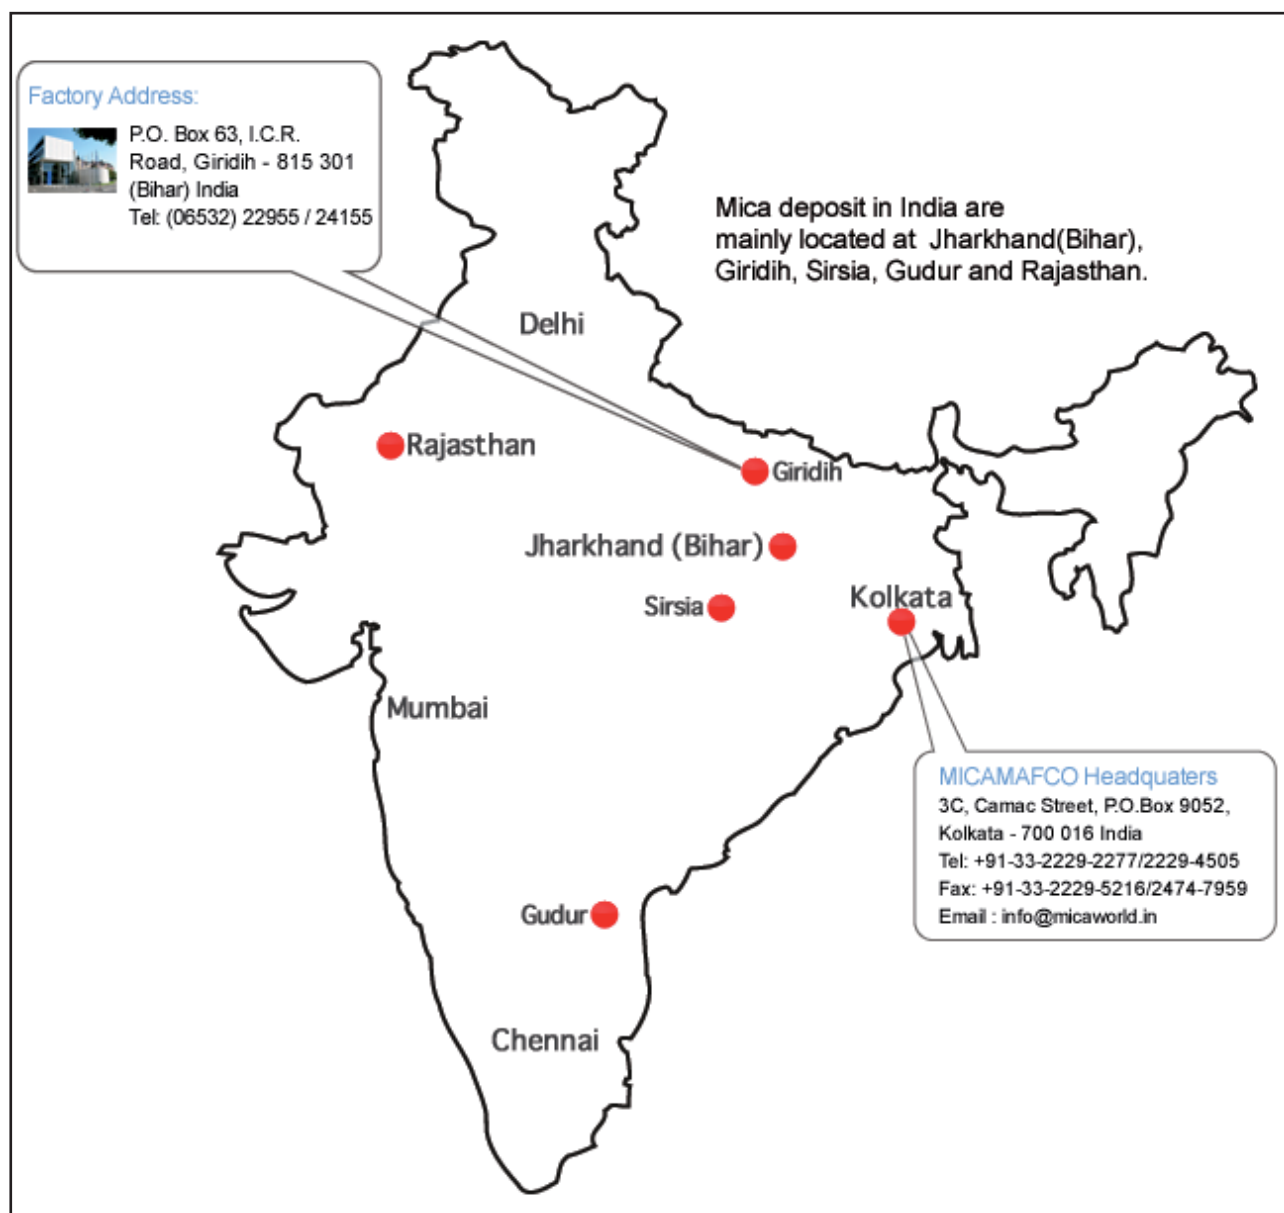 Factory Address:
P.O. Box 63, I.C.R.
Road, Giridih - 815 301
(Bihar) India
Tel: (06532) 22955 / 24155
Mica deposit in India are
mainly located at Jharkhand(Bihar),
Giridih, Sirsia, Gudur and Rajasthan.
Delhi
Rajasthan
Giridih
Jharkhand (Bihar)
Sirsia
Kolkata
Mumbai
MICAMAFCO Headquaters
3C, Camac Street, P.O.Box 9052,
Kolkata - 700 016 India
Tel: +91-33-2229-2277/2229-4505
Fax: +91-33-2229-5216/2474-7959
Email : info@micaworld.in
Gudur
Chennai